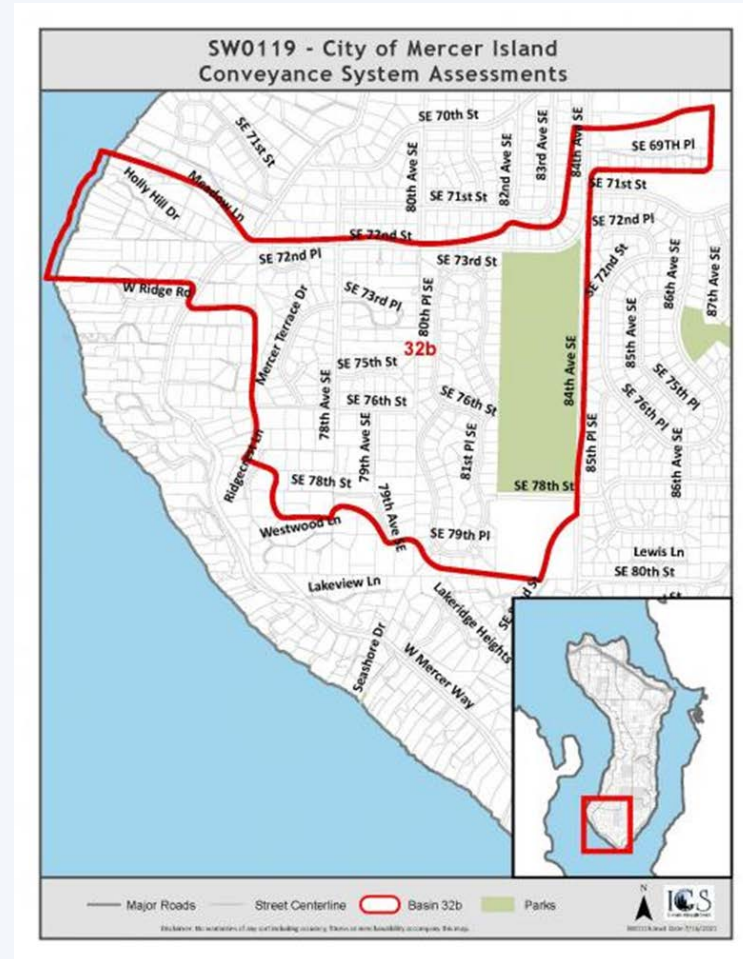 SW0119 - City of Mercer Island
Conveyance System Assessments
SE 70th St
SE 71st St
84th Ave SE
83rd Ave SE
82nd Ave SE
80th Ave SE
SE 69TH Pl
Holly Hill Dr
Meadow Ln
SE 71st St
SE 71st St
SE 72nd Pl
SE 72nd St
SE 72nd Pl
SE 73rd St
SE 72nd St
86th Ave SE
87th Ave SE
W Ridge Rd
SE 73rd Pl
80th Pl SE
Mercer Terrace Dr
85th Ave SE
32b
SE 75th St
84th Ave SE
SE 75th Pl
78th Ave SE
SE 76th St
SE 76th St
SE 76th Pl
79th Ave SE
81st Pl SE
85th Pl SE
86th Ave SE
Ridgecrest Ln
SE 78th St
SE 78th St
79th Ave SE
Westwood Ln
SE 79th Pl
Lewis Ln
SE 80th St
Lakeview Ln
Lakeridge Heights
Seashore Dr
W Mercer Way
Major Roads
Street Centerline
Basin 32b
Parks
N